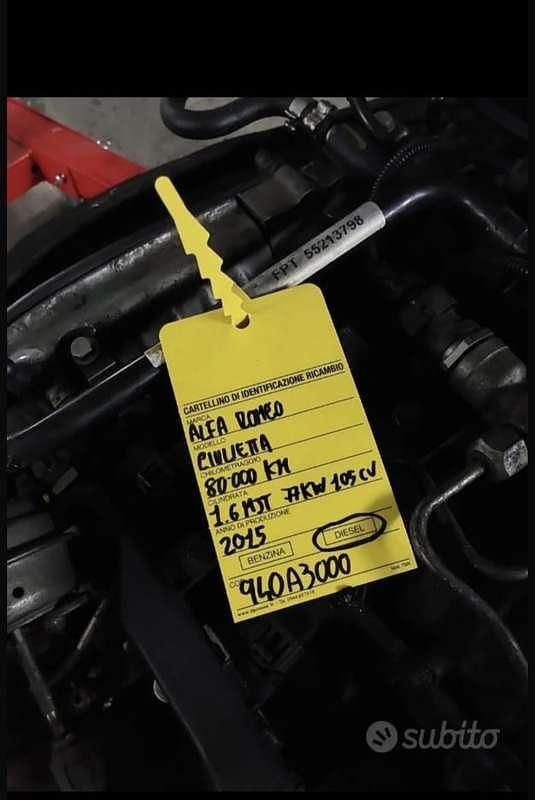 FPT 55213798
CARTELLINO DI IDENTIFICAZIONE RICAMBIO
MARCA
ALFA ROMEO
MODELLO
GIULIETTA
CHILOMETRAGGIO
80.000 KM
CILINDRATA
1.6 MJT 77KW 105 CV
ANNO DI PRODUZIONE
2015
BENZINA DIESEL
940A3000
subito